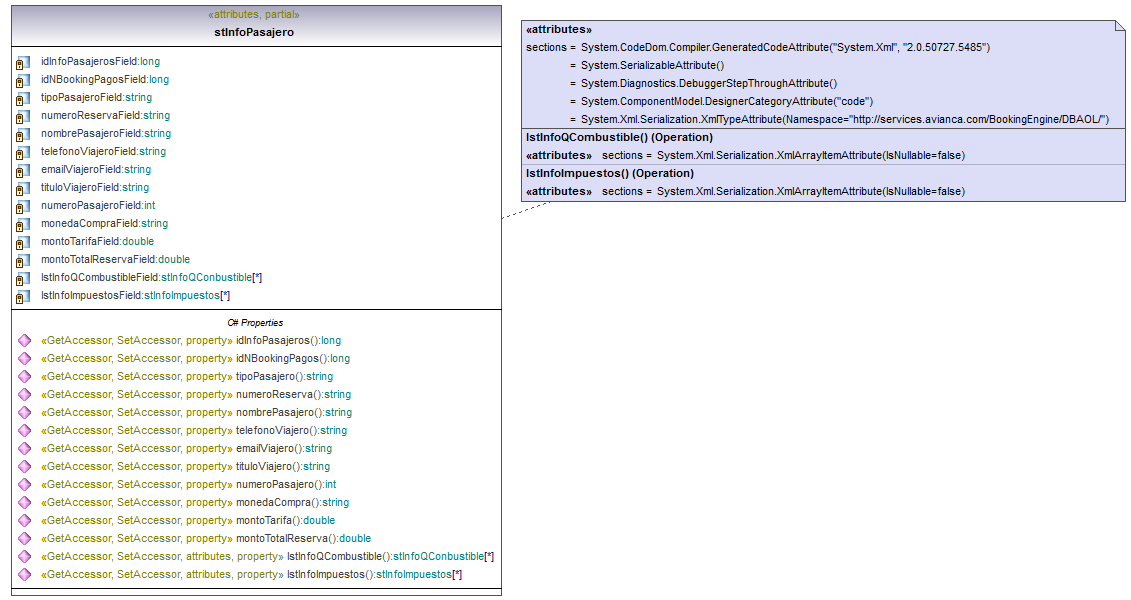 «attributes, partial»
stInfoPasajero
idInfoPasajerosField:long
idNBookingPagosField:long
tipoPasajeroField:string
numeroReservaField:string
nombrePasajeroField:string
telefonoViajeroField:string
emailViajeroField:string
tituloViajeroField:string
numeroPasajeroField:int
monedaCompraField:string
montoTarifaField:double
montoTotalReservaField:double
lstInfoQCombustibleField:stInfoQConbustible[*]
lstInfoImpuestosField:stInfoImpuestos[*]
C# Properties
«GetAccessor, SetAccessor, property» idInfoPasajeros():long
«GetAccessor, SetAccessor, property» idNBookingPagos():long
«GetAccessor, SetAccessor, property» tipoPasajero():string
«GetAccessor, SetAccessor, property» numeroReserva():string
«GetAccessor, SetAccessor, property» nombrePasajero():string
«GetAccessor, SetAccessor, property» telefonoViajero():string
«GetAccessor, SetAccessor, property» emailViajero():string
«GetAccessor, SetAccessor, property» tituloViajero():string
«GetAccessor, SetAccessor, property» numeroPasajero():int
«GetAccessor, SetAccessor, property» monedaCompra():string
«GetAccessor, SetAccessor, property» montoTarifa():double
«GetAccessor, SetAccessor, property» montoTotalReserva():double
«GetAccessor, SetAccessor, attributes, property» lstInfoQCombustible():stInfoQConbustible[*]
«GetAccessor, SetAccessor, attributes, property» lstInfoImpuestos():stInfoImpuestos[*]
«attributes»
sections = System.CodeDom.Compiler.GeneratedCodeAttribute("System.Xml", "2.0.50727.5485")
= System.SerializableAttribute()
= System.Diagnostics.DebuggerStepThroughAttribute()
= System.ComponentModel.DesignerCategoryAttribute("code")
= System.Xml.Serialization.XmlTypeAttribute(Namespace="http://services.avianca.com/BookingEngine/DBAOL/")
lstInfoQCombustible() (Operation)
«attributes» sections = System.Xml.Serialization.XmlArrayItemAttribute(IsNullable=false)
lstInfoImpuestos() (Operation)
«attributes» sections = System.Xml.Serialization.XmlArrayItemAttribute(IsNullable=false)